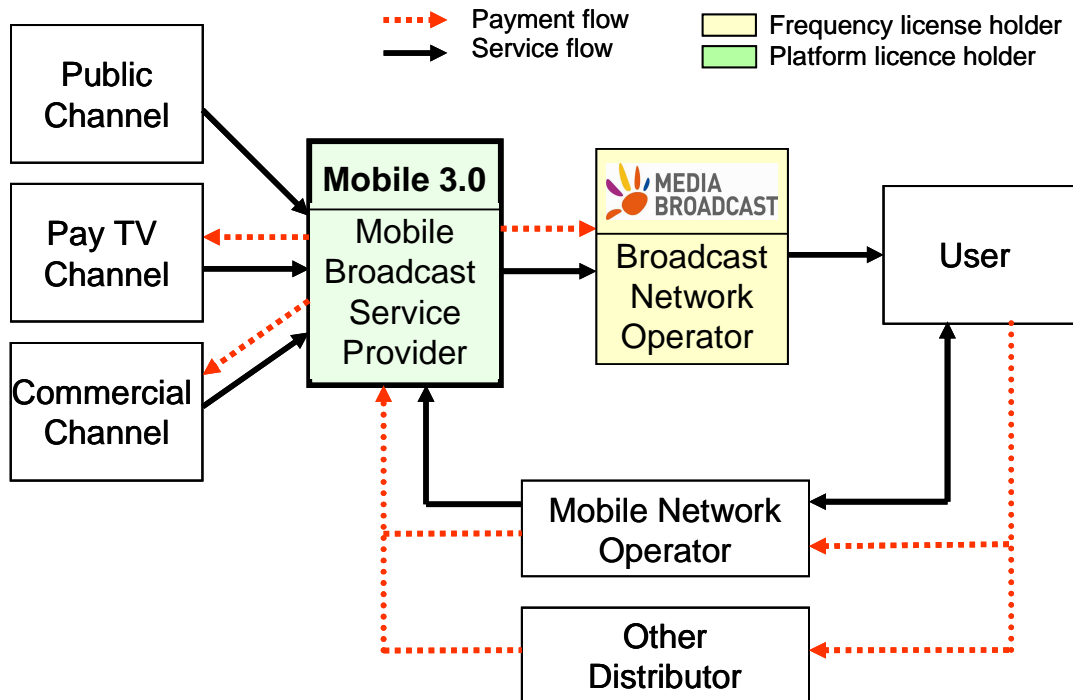 Payment flow
Service flow
Frequency license holder
Platform licence holder
Public
Channel
Pay TV
Channel
Commercial
Channel
Mobile 3.0
Mobile
Broadcast
Service
Provider
MEDIA
BROADCAST
Broadcast
Network
Operator
User
Mobile Network
Operator
Other
Distributor